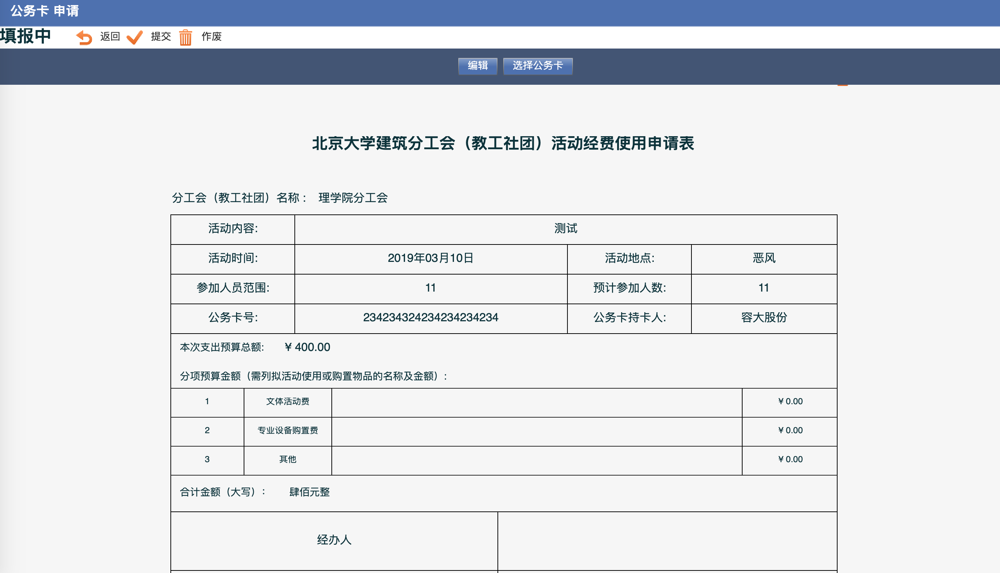 公务卡 申请
填报中 返回 提交 作废
编辑 选择公务卡
北京大学建筑分工会（教工社团）活动经费使用申请表
分工会（教工社团）名称： 理学院分工会
活动内容: 测试
活动时间: 2019年03月10日 活动地点: 恶风
参加人员范围: 11 预计参加人数: 11
公务卡号: 234234324234234234234 公务卡持卡人: 容大股份
本次支出预算总额: ¥ 400.00
分项预算金额（需列拟活动使用或购置物品的名称及金额）:
1 文体活动费 ¥ 0.00
2 专业设备购置费 ¥ 0.00
3 其他 ¥ 0.00
合计金额（大写）： 肆佰元整
经办人